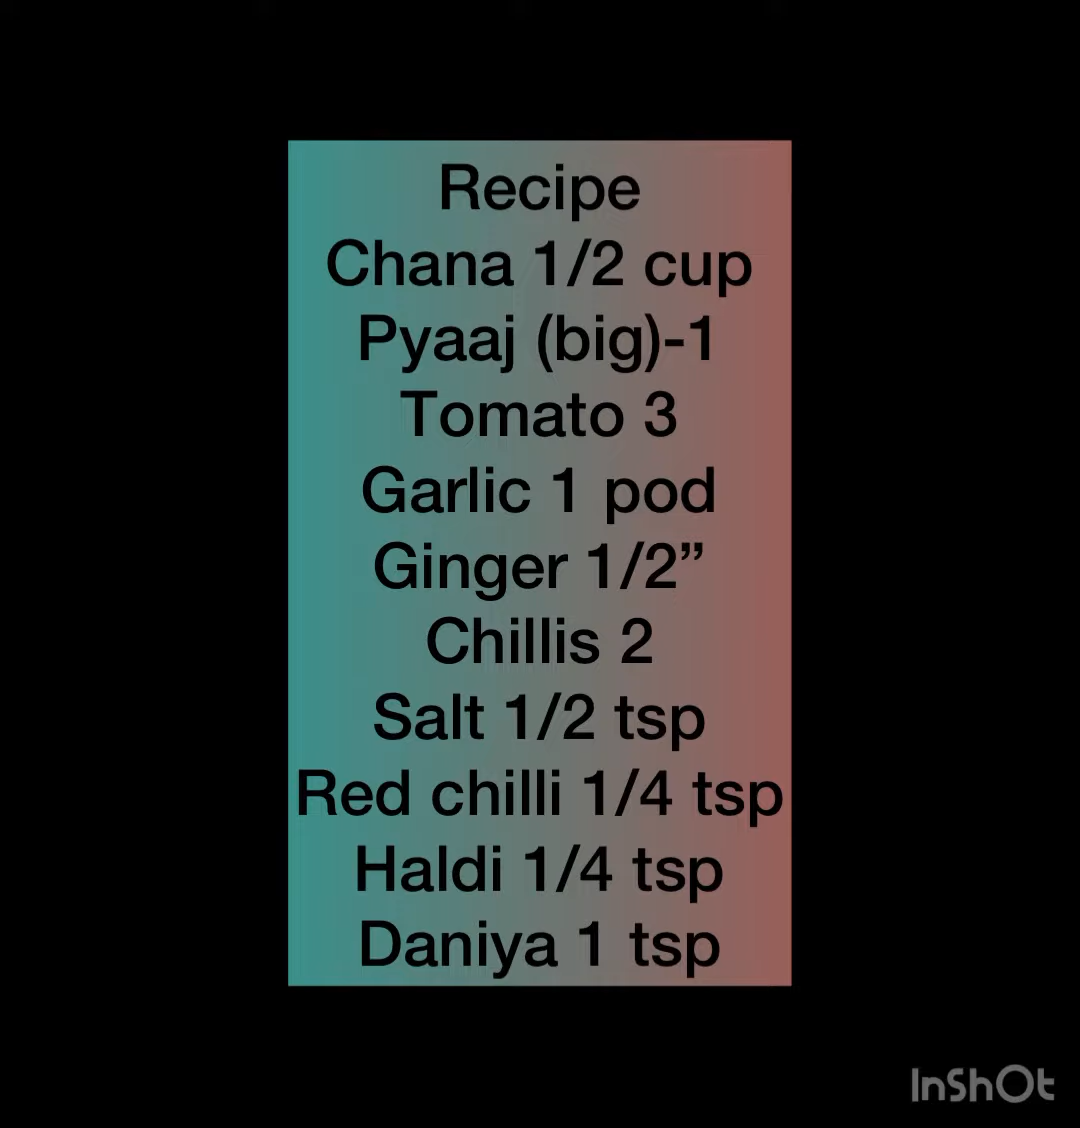 Recipe
Chana 1/2 cup
Pyaaj (big)-1
Tomato 3
Garlic 1 pod
Ginger 1/2”
Chillis 2
Salt 1/2 tsp
Red chilli 1/4 tsp
Haldi 1/4 tsp
Daniya 1 tsp
InShOt